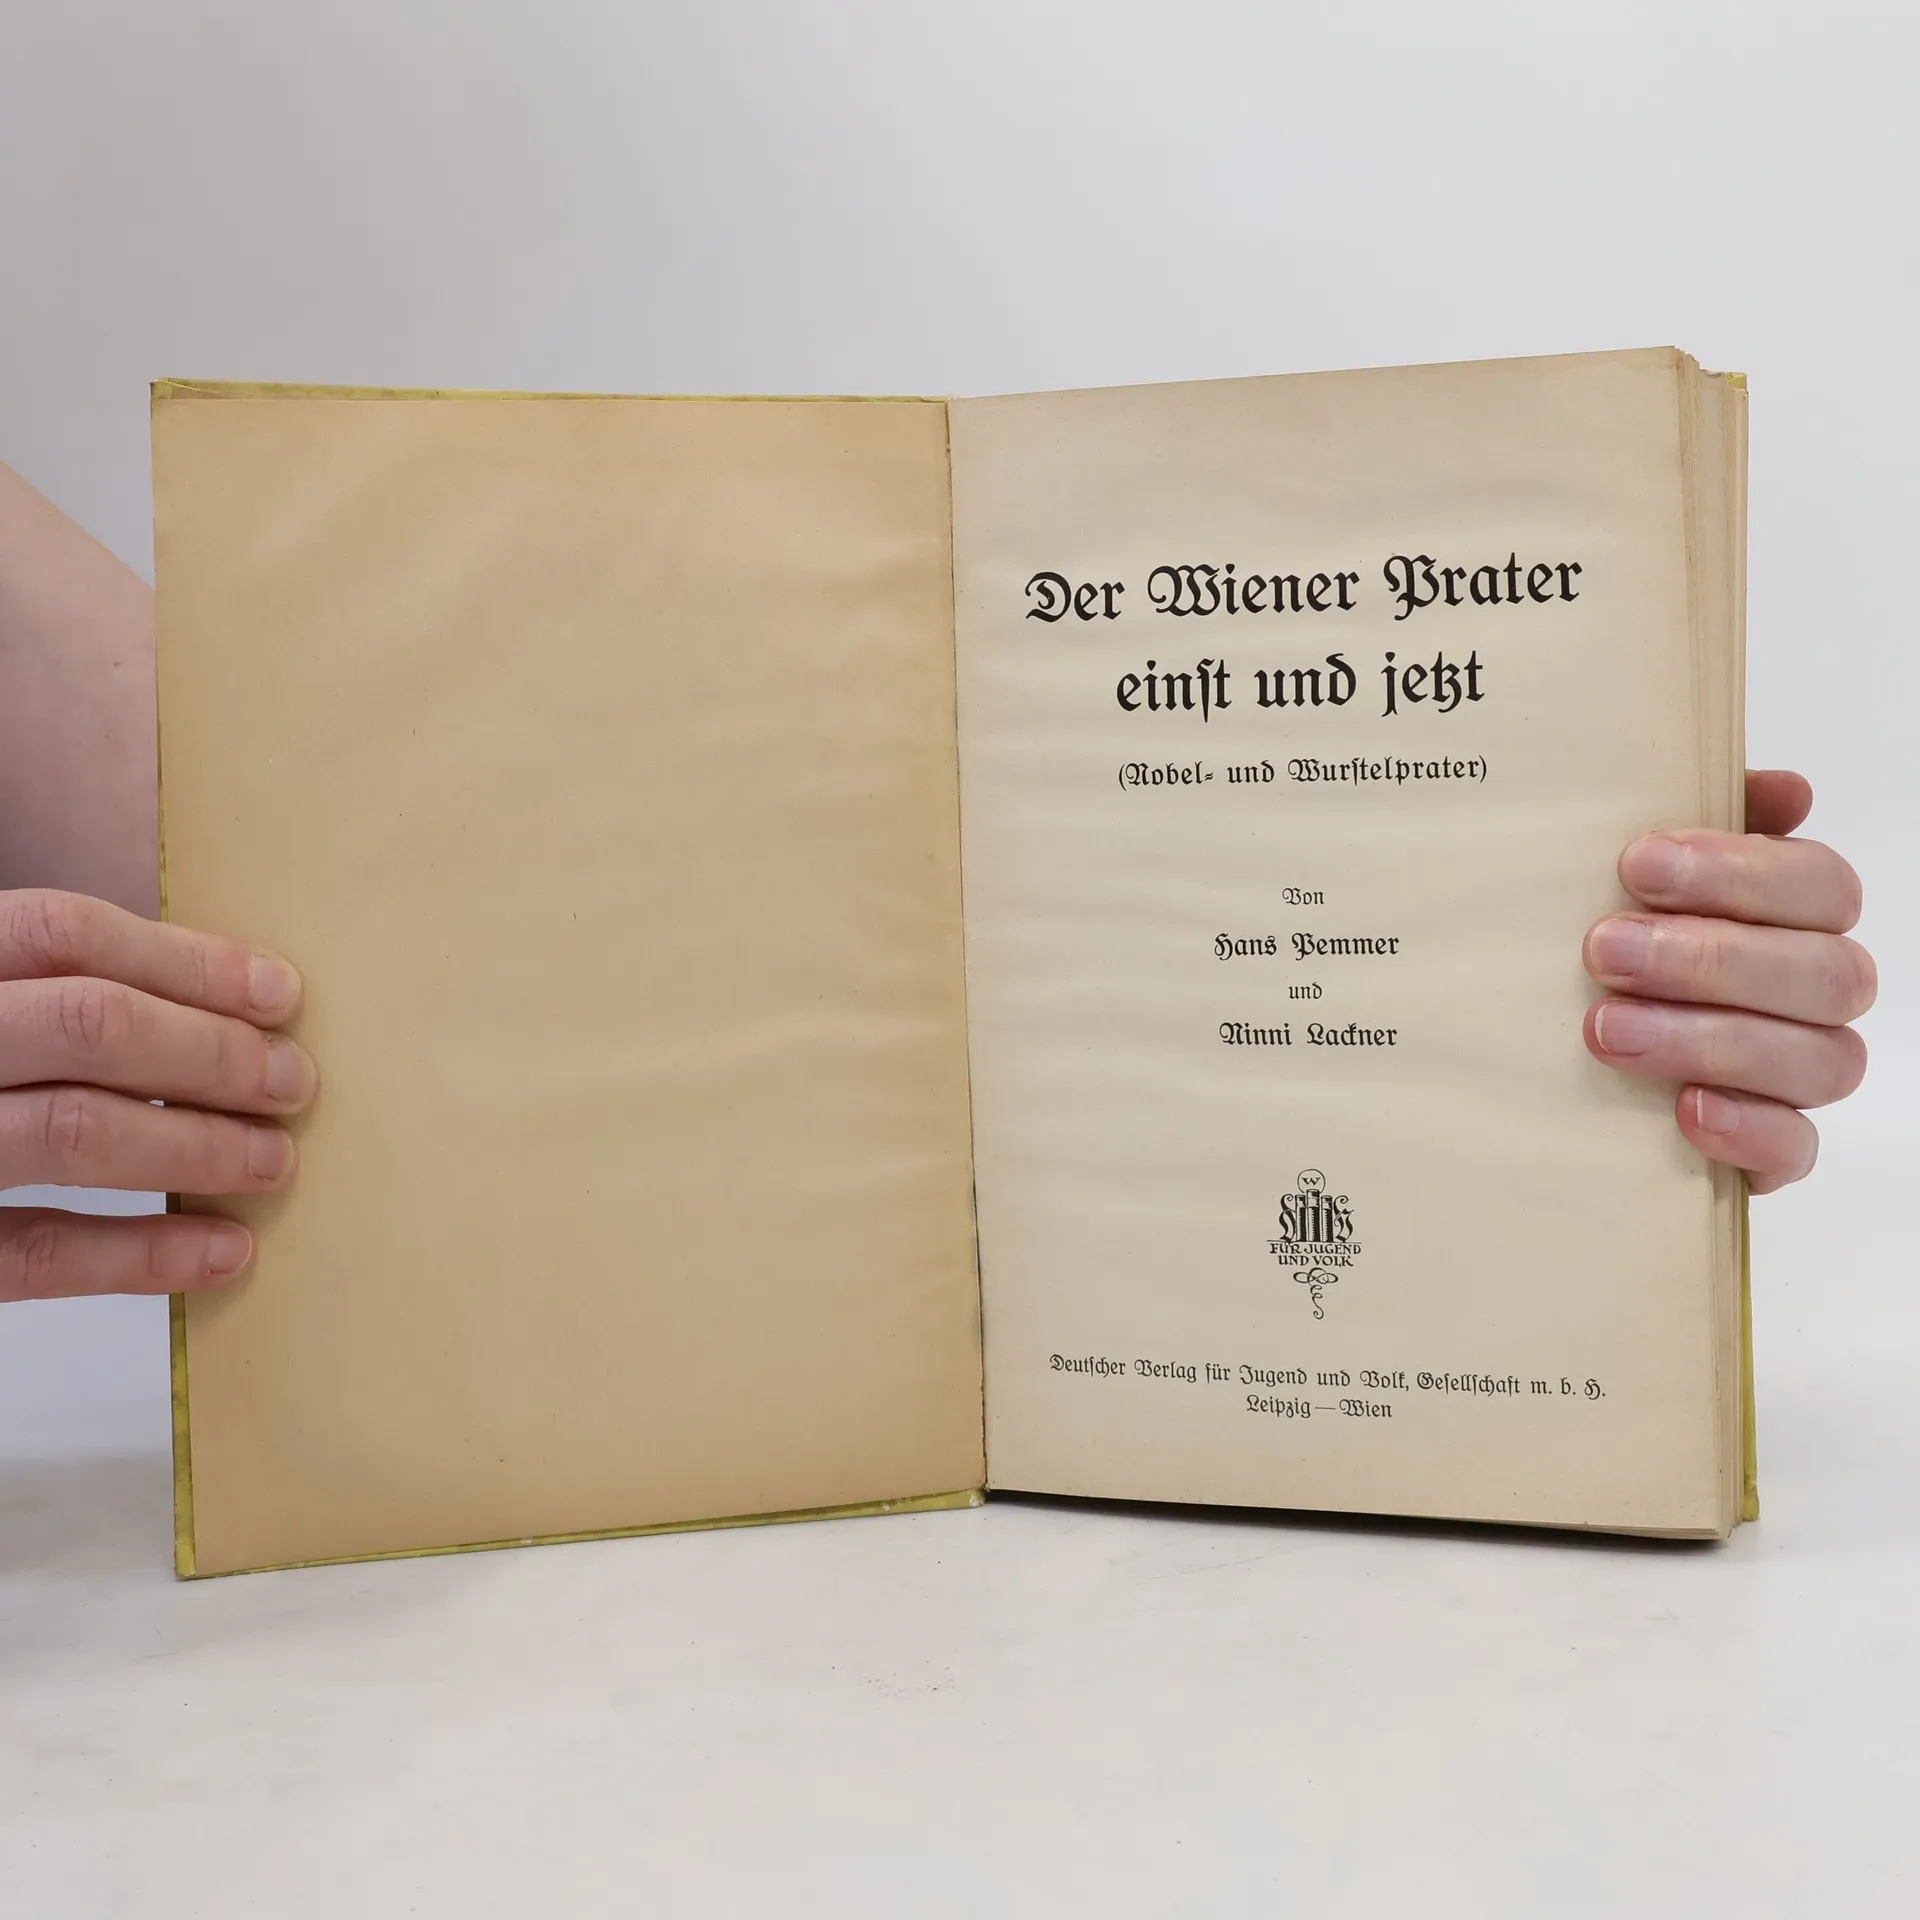 Der Wiener Prater
einſt und jetzt
(Nobel- und Wurſtelprater)
Von
Hans Pemmer
und
Ninni Lackner
W
FÜR JUGEND
UND VOLK
Deutſcher Verlag für Jugend und Volk, Geſellſchaft m. b. H.
Leipzig—Wien